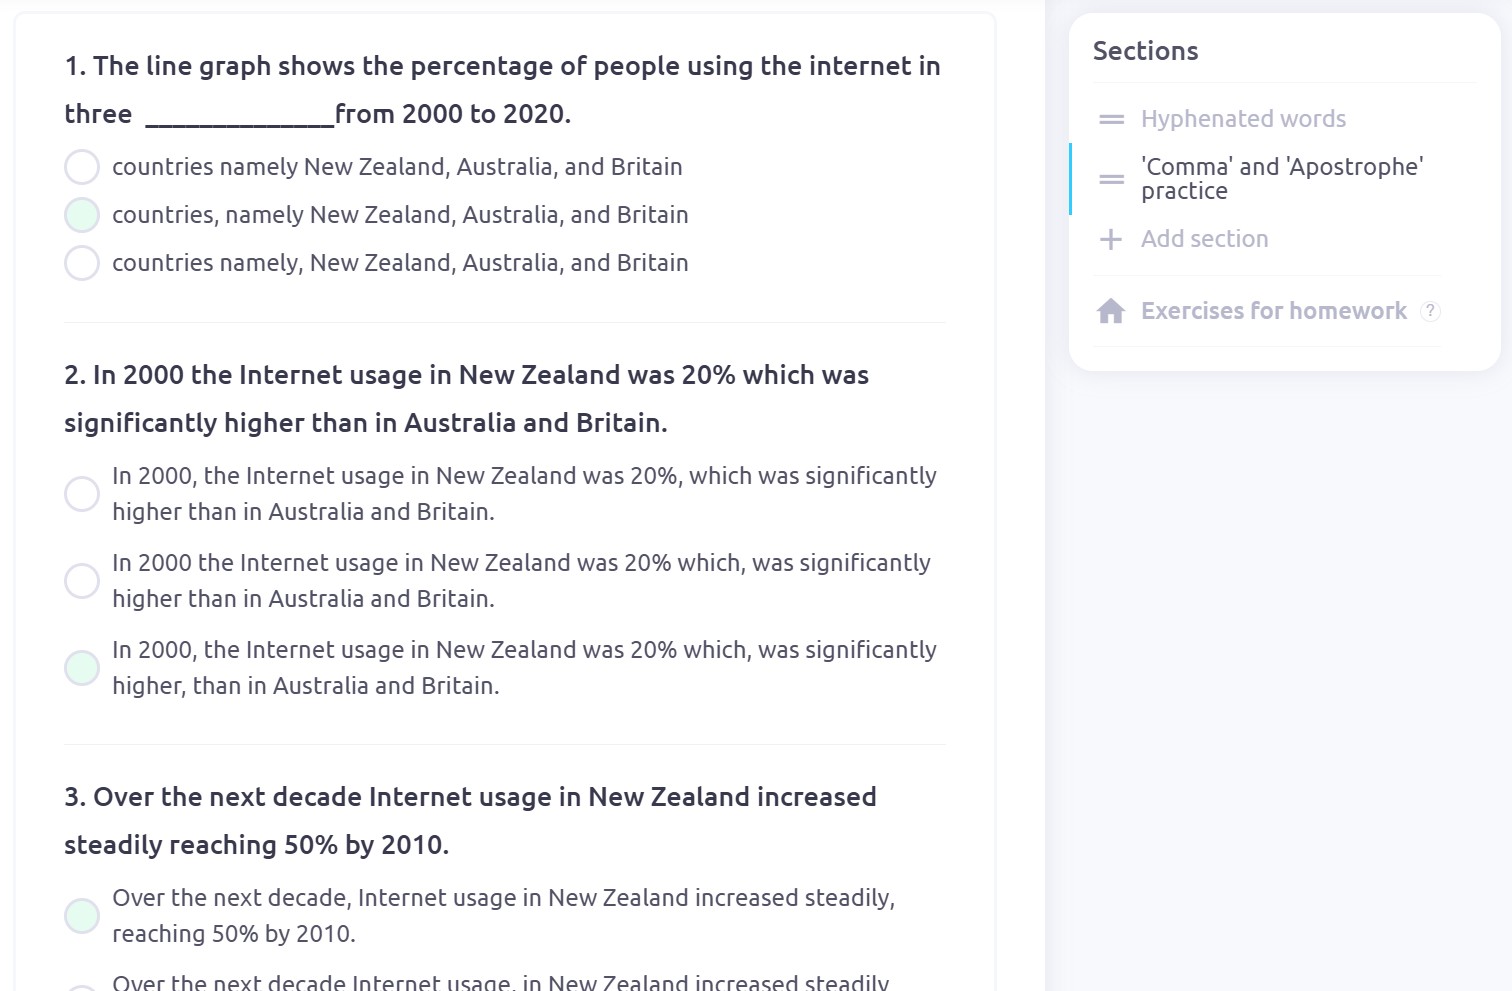 1. The line graph shows the percentage of people using the internet in
three ______________from 2000 to 2020.
countries namely New Zealand, Australia, and Britain
countries, namely New Zealand, Australia, and Britain
countries namely, New Zealand, Australia, and Britain
2. In 2000 the Internet usage in New Zealand was 20% which was
significantly higher than in Australia and Britain.
In 2000, the Internet usage in New Zealand was 20%, which was significantly
higher than in Australia and Britain.
In 2000 the Internet usage in New Zealand was 20% which, was significantly
higher than in Australia and Britain.
In 2000, the Internet usage in New Zealand was 20% which, was significantly
higher, than in Australia and Britain.
3. Over the next decade Internet usage in New Zealand increased
steadily reaching 50% by 2010.
Over the next decade, Internet usage in New Zealand increased steadily,
reaching 50% by 2010.
Over the next decade Internet usage, in New Zealand increased steadily
Sections
Hyphenated words
'Comma' and 'Apostrophe'
practice
Add section
Exercises for homework ?